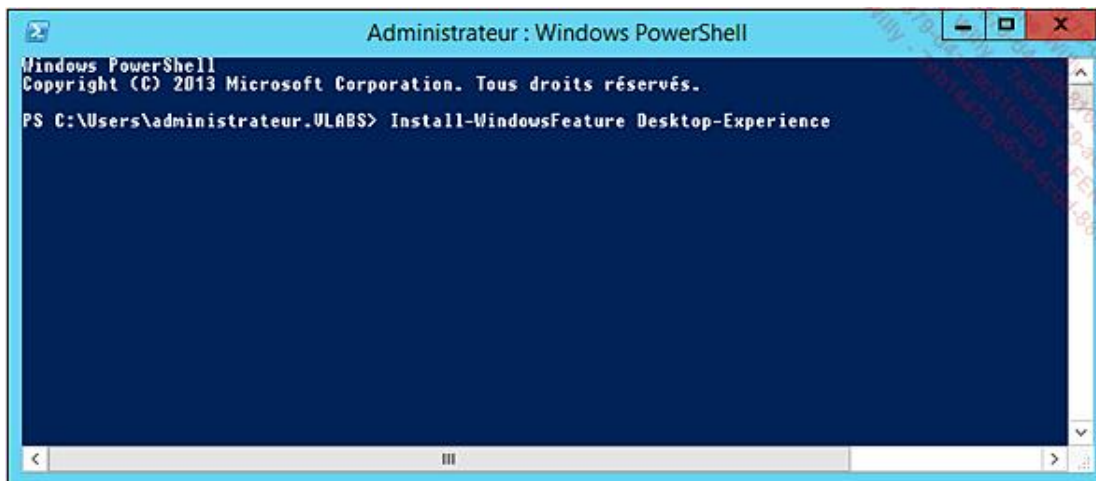 Administrateur : Windows PowerShell
Windows PowerShell
Copyright (C) 2013 Microsoft Corporation. Tous droits réservés.
PS C:\Users\administrateur.VLABS> Install-WindowsFeature Desktop-Experience